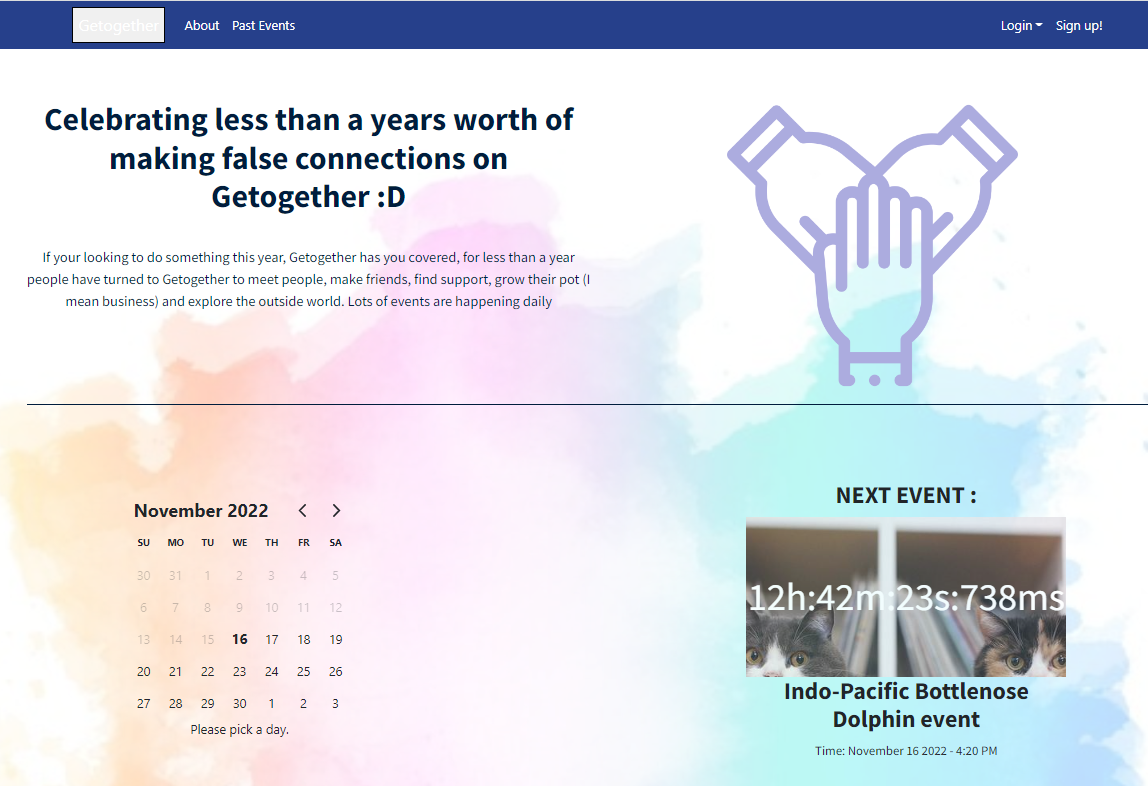 Getogether About Past Events Login Sign up!
Celebrating less than a years worth of
making false connections on
Getogether :D
If your looking to do something this year, Getogether has you covered, for less than a year
people have turned to Getogether to meet people, make friends, find support, grow their pot (I
mean business) and explore the outside world. Lots of events are happening daily
November 2022
SU MO TU WE TH FR SA
30 31 1 2 3 4 5
6 7 8 9 10 11 12
13 14 15 16 17 18 19
20 21 22 23 24 25 26
27 28 29 30 1 2 3
Please pick a day.
NEXT EVENT :
12h:42m:23s:738ms
Indo-Pacific Bottlenose
Dolphin event
Time: November 16 2022 - 4:20 PM